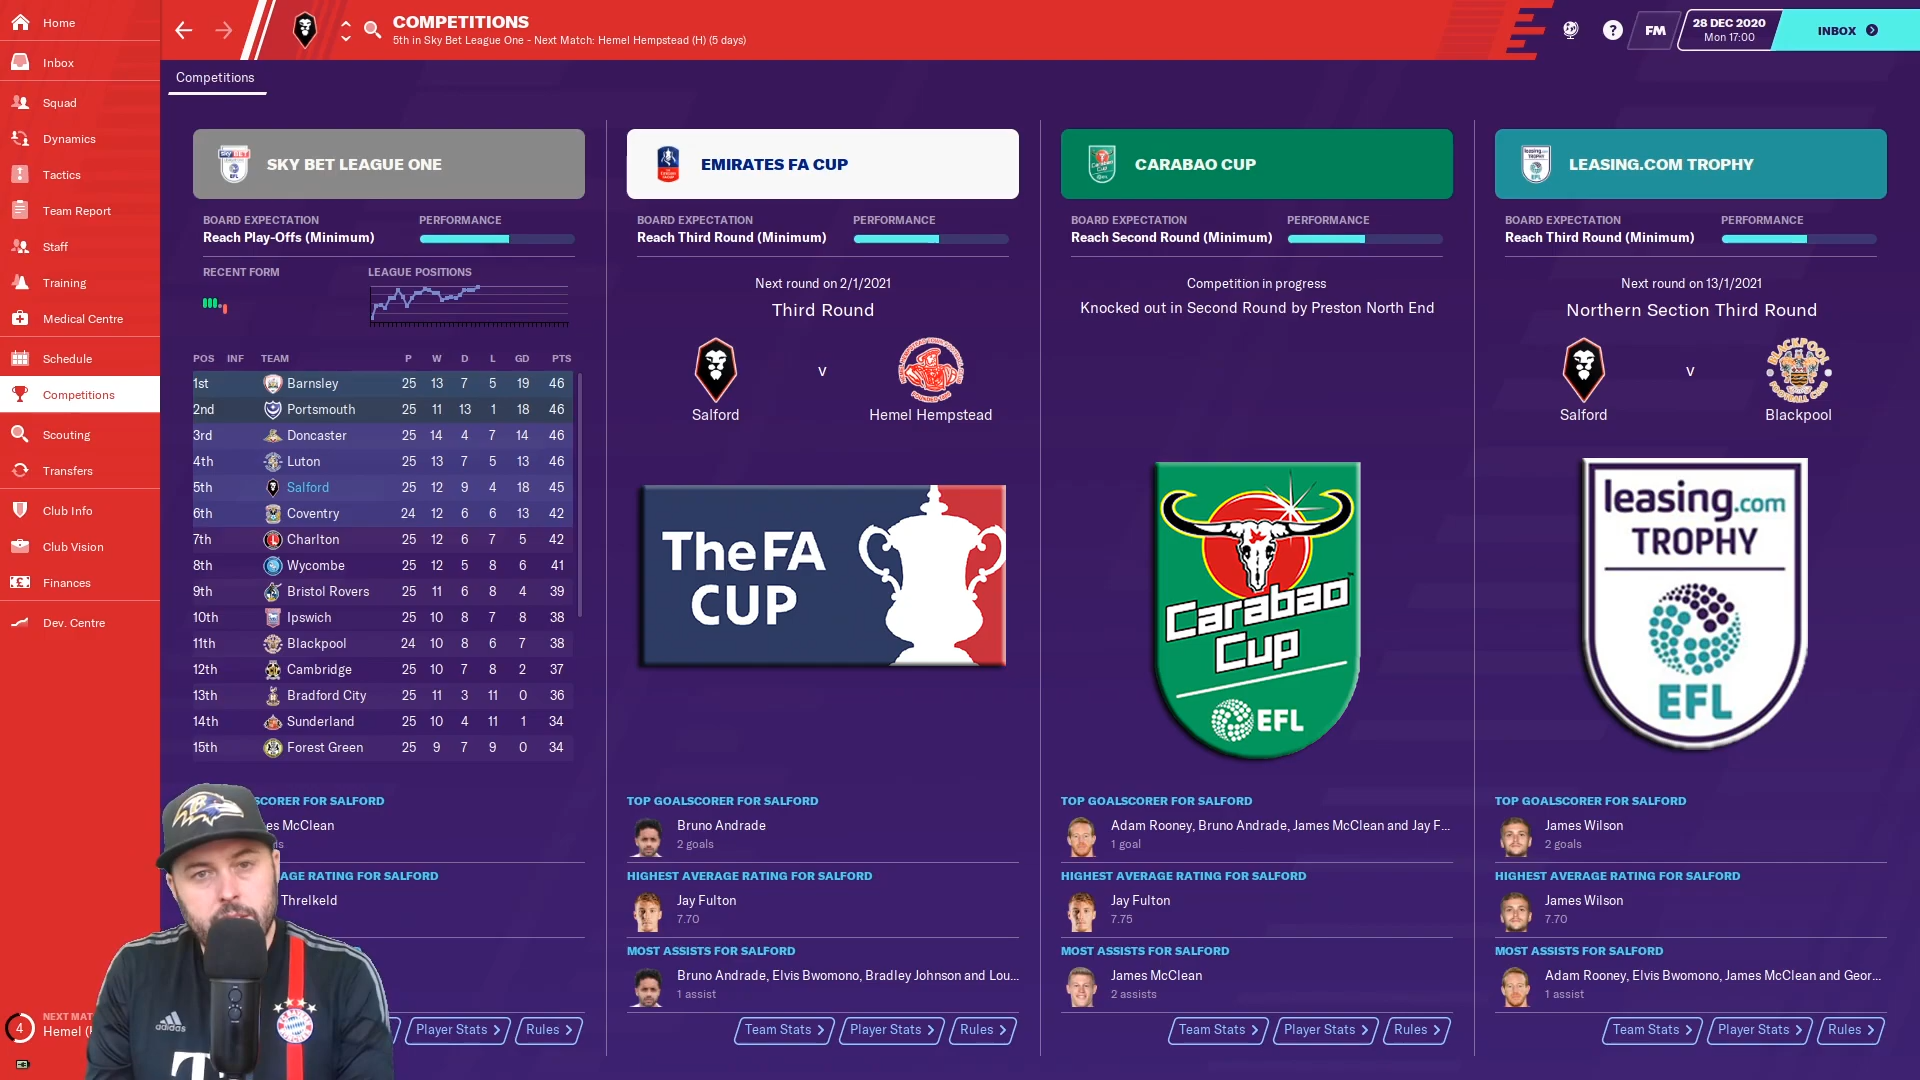 Home
Inbox
Squad
Dynamics
Tactics
Team Report
Staff
Training
Medical Centre
Schedule
Competitions
Scouting
Transfers
Club Info
Club Vision
Finances
Dev. Centre
4
NEXT MAT
Hemel (H
COMPETITIONS
5th in Sky Bet League One - Next Match: Hemel Hempstead (H) (5 days)
FM
28 DEC 2020
Mon 17:00
INBOX
Competitions
SKY BET LEAGUE ONE
BOARD EXPECTATION PERFORMANCE
Reach Play-Offs (Minimum)
RECENT FORM LEAGUE POSITIONS
POS INF TEAM P W D L GD PTS
1st Barnsley 25 13 7 5 19 46
2nd Portsmouth 25 11 13 1 18 46
3rd Doncaster 25 14 4 7 14 46
4th Luton 25 13 7 5 13 46
5th Salford 25 12 9 4 18 45
6th Coventry 24 12 6 6 13 42
7th Charlton 25 12 6 7 5 42
8th Wycombe 25 12 5 8 6 41
9th Bristol Rovers 25 11 6 8 4 39
10th Ipswich 25 10 8 7 8 38
11th Blackpool 24 10 8 6 7 38
12th Cambridge 25 10 7 8 2 37
13th Bradford City 25 11 3 11 0 36
14th Sunderland 25 10 4 11 1 34
15th Forest Green 25 9 7 9 0 34
SCORER FOR SALFORD
es McClean
ls
AGE RATING FOR SALFORD
Threlkeld
Player Stats Rules
adidas
EMIRATES FA CUP
BOARD EXPECTATION PERFORMANCE
Reach Third Round (Minimum)
Next round on 2/1/2021
Third Round
v
Salford Hemel Hempstead
The FA
CUP
TOP GOALSCORER FOR SALFORD
Bruno Andrade
2 goals
HIGHEST AVERAGE RATING FOR SALFORD
Jay Fulton
7.70
MOST ASSISTS FOR SALFORD
Bruno Andrade, Elvis Bwomono, Bradley Johnson and Lou...
1 assist
Team Stats Player Stats Rules
CARABAO CUP
BOARD EXPECTATION PERFORMANCE
Reach Second Round (Minimum)
Competition in progress
Knocked out in Second Round by Preston North End
Carabao
Cup
EFL
TOP GOALSCORER FOR SALFORD
Adam Rooney, Bruno Andrade, James McClean and Jay F...
1 goal
HIGHEST AVERAGE RATING FOR SALFORD
Jay Fulton
7.75
MOST ASSISTS FOR SALFORD
James McClean
2 assists
Team Stats Player Stats Rules
LEASING.COM TROPHY
BOARD EXPECTATION PERFORMANCE
Reach Third Round (Minimum)
Next round on 13/1/2021
Northern Section Third Round
v
Salford Blackpool
leasing.com
TROPHY
EFL
TOP GOALSCORER FOR SALFORD
James Wilson
2 goals
HIGHEST AVERAGE RATING FOR SALFORD
James Wilson
7.70
MOST ASSISTS FOR SALFORD
Adam Rooney, Elvis Bwomono, James McClean and Geor...
1 assist
Team Stats Player Stats Rules